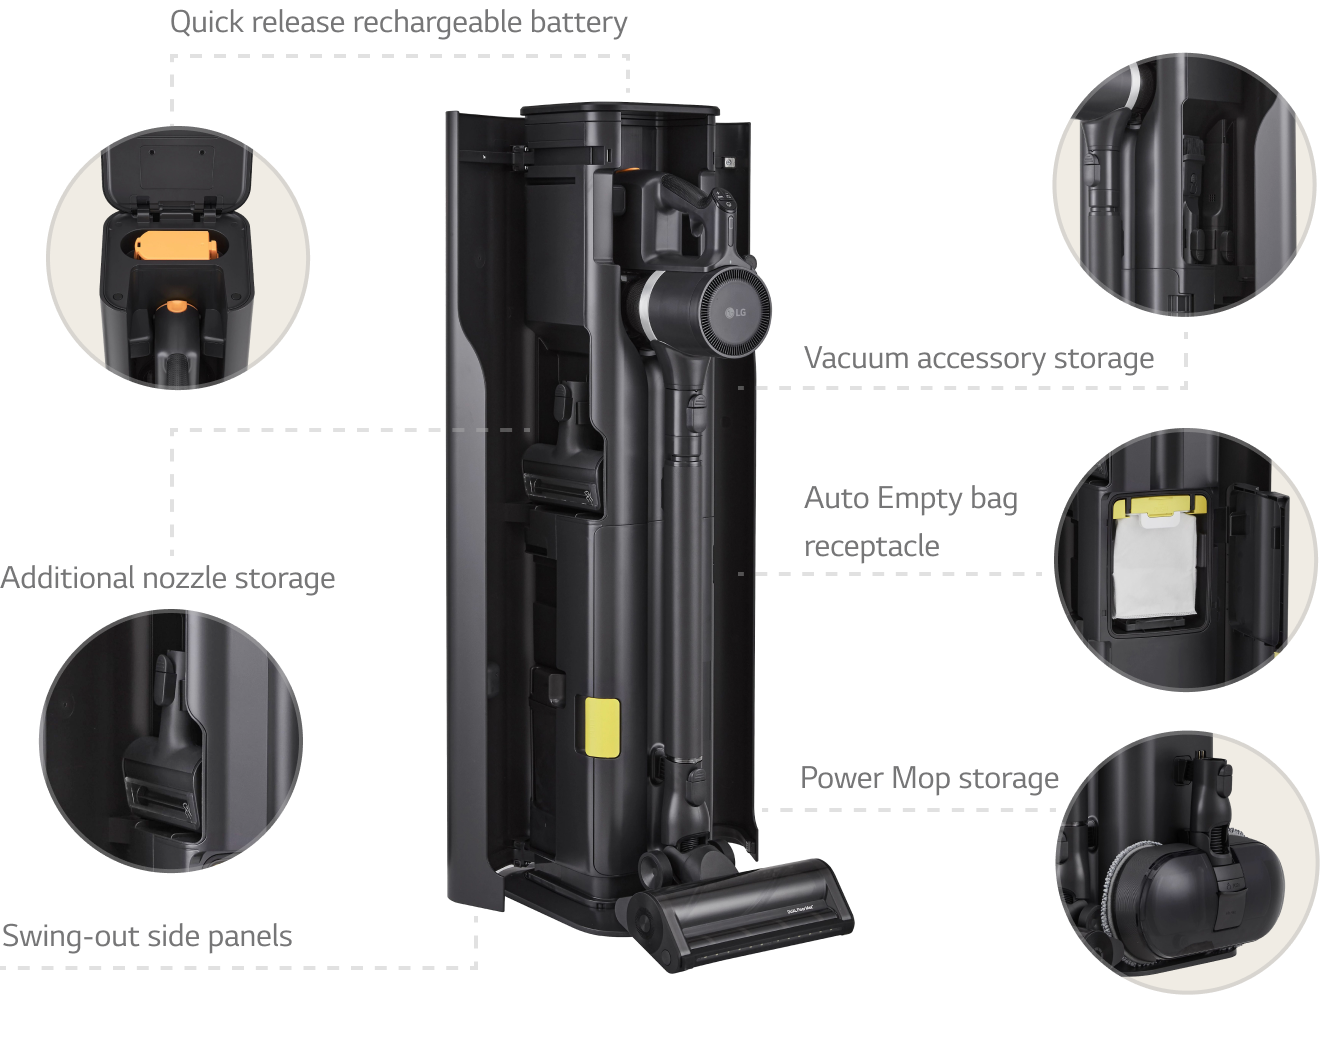 Quick release rechargeable battery
LG
Vacuum accessory storage
Auto Empty bag
receptacle
Additional nozzle storage
Power Mop storage
Swing-out side panels